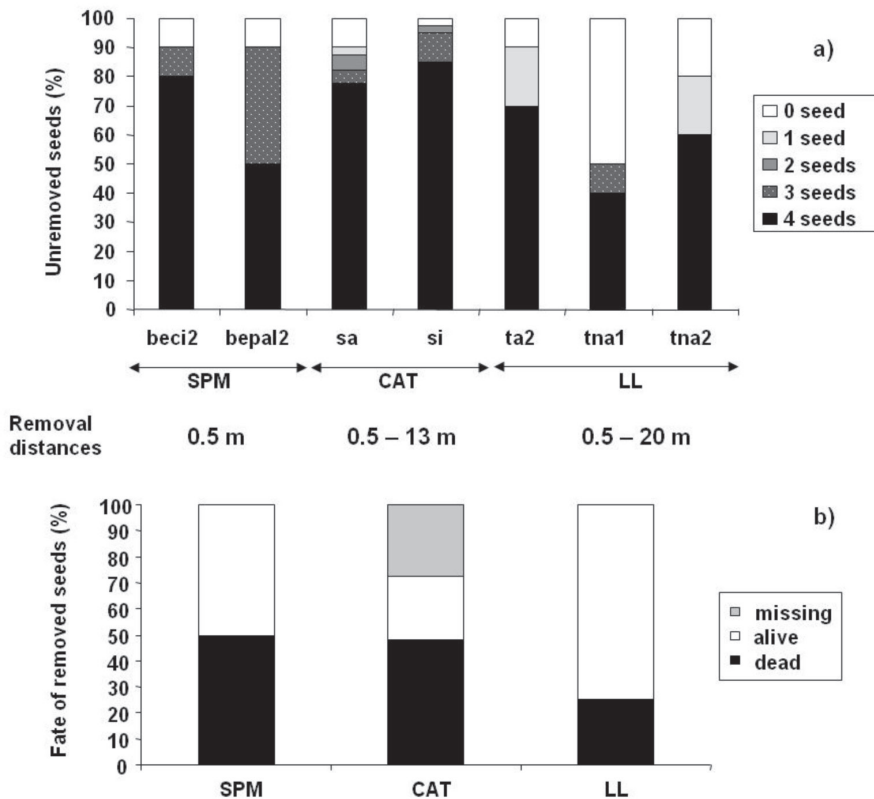 a)
Unremoved seeds (%)
100
90
80
70
60
50
40
30
20
10
0
0 seed
1 seed
2 seeds
3 seeds
4 seeds
beci2 bepal2 sa si ta2 tna1 tna2
SPM CAT LL
Removal
distances
0.5 m 0.5 – 13 m 0.5 – 20 m
b)
Fate of removed seeds (%)
100
90
80
70
60
50
40
30
20
10
0
missing
alive
dead
SPM CAT LL